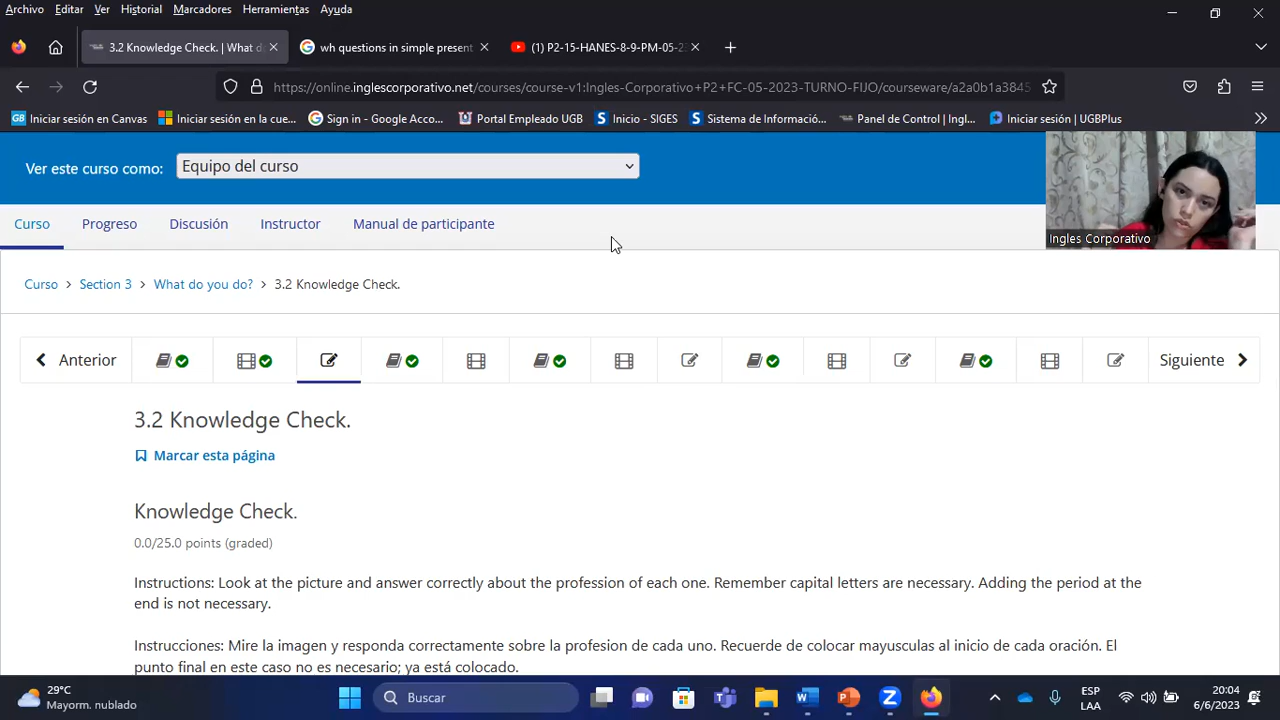 Archivo Editar Ver Historial Marcadores Herramientas Ayuda
3.2 Knowledge Check. | What d
wh questions in simple present
(1) P2-15-HANES-8-9-PM-05-2
https://online.inglescorporativo.net/courses/course-v1:Ingles-Corporativo+P2+FC-05-2023-TURNO-FIJO/courseware/a2a0b1a3845
Iniciar sesión en Canvas
Iniciar sesión en la cue...
Sign in - Google Acco...
Portal Empleado UGB
Inicio - SIGES
Sistema de Informació...
Panel de Control | Ingl...
Iniciar sesión | UGBPlus
Ver este curso como: Equipo del curso
Ingles Corporativo
Curso Progreso Discusión Instructor Manual de participante
Curso > Section 3 > What do you do? > 3.2 Knowledge Check.
Anterior Siguiente
3.2 Knowledge Check.
Marcar esta página
Knowledge Check.
0.0/25.0 points (graded)
Instructions: Look at the picture and answer correctly about the profession of each one. Remember capital letters are necessary. Adding the period at the
end is not necessary.
Instrucciones: Mire la imagen y responda correctamente sobre la profesion de cada uno. Recuerde de colocar mayusculas al inicio de cada oración. El
punto final en este caso no es necesario; ya está colocado.
29°C
Mayorm. nublado
Buscar
ESP
LAA
20:04
6/6/2023